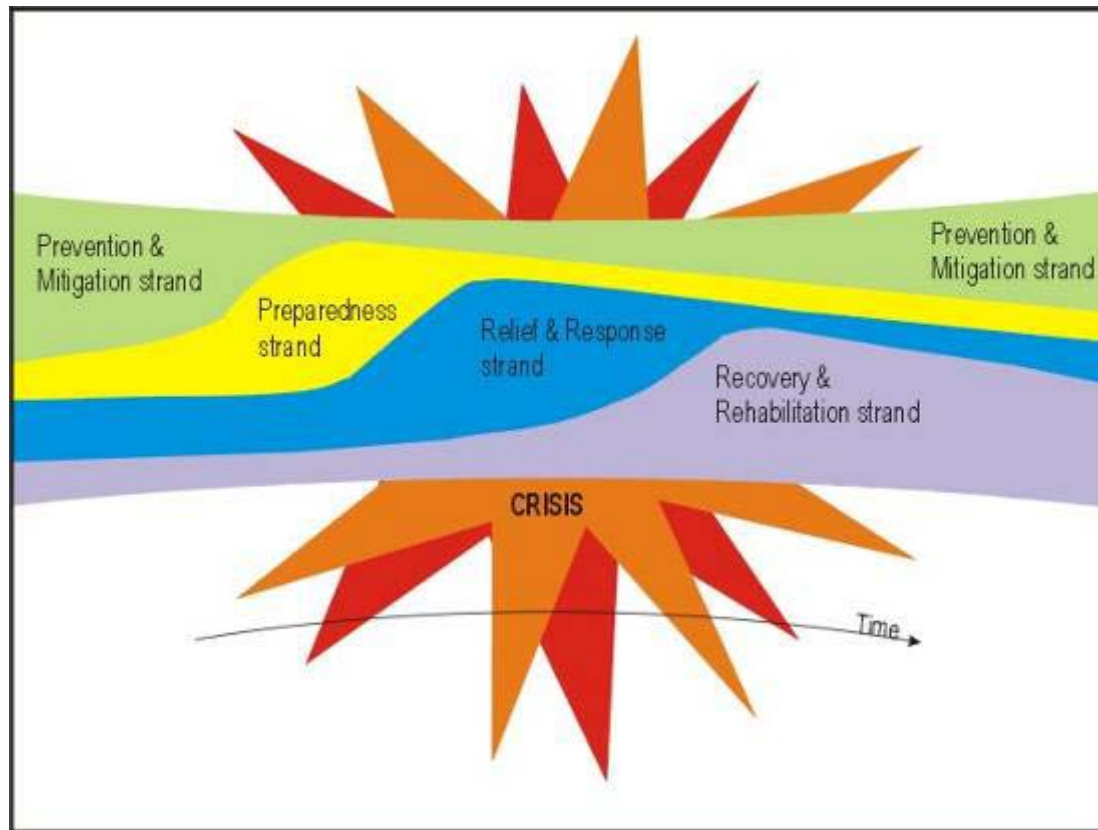 Prevention &
Mitigation strand
Prevention &
Mitigation strand
Preparedness
strand
Relief & Response
strand
Recovery &
Rehabilitation strand
CRISIS
Time